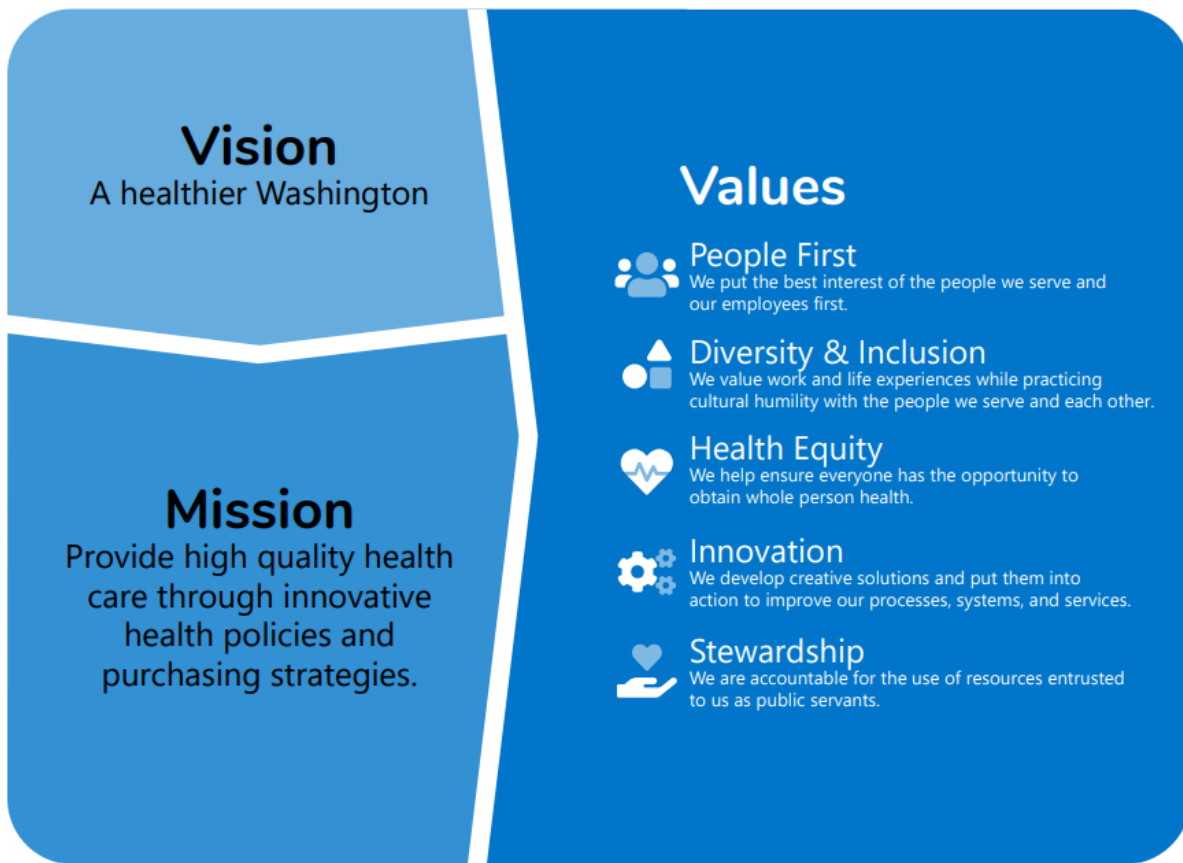 Vision
A healthier Washington
Mission
Provide high quality health
care through innovative
health policies and
purchasing strategies.
Values
People First
We put the best interest of the people we serve and
our employees first.
Diversity & Inclusion
We value work and life experiences while practicing
cultural humility with the people we serve and each other.
Health Equity
We help ensure everyone has the opportunity to
obtain whole person health.
Innovation
We develop creative solutions and put them into
action to improve our processes, systems, and services.
Stewardship
We are accountable for the use of resources entrusted
to us as public servants.